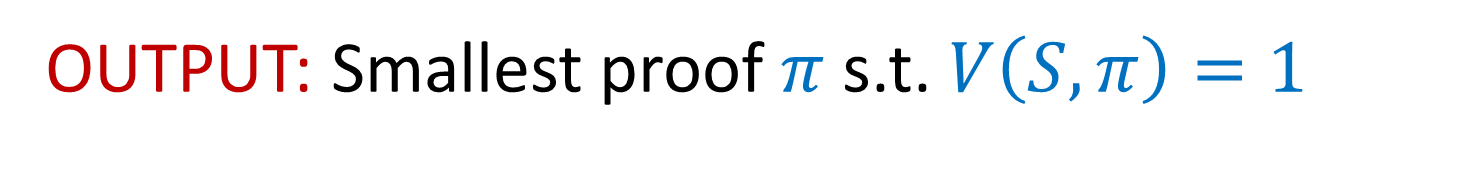 OUTPUT: Smallest proof π s.t. V(S, π) = 1